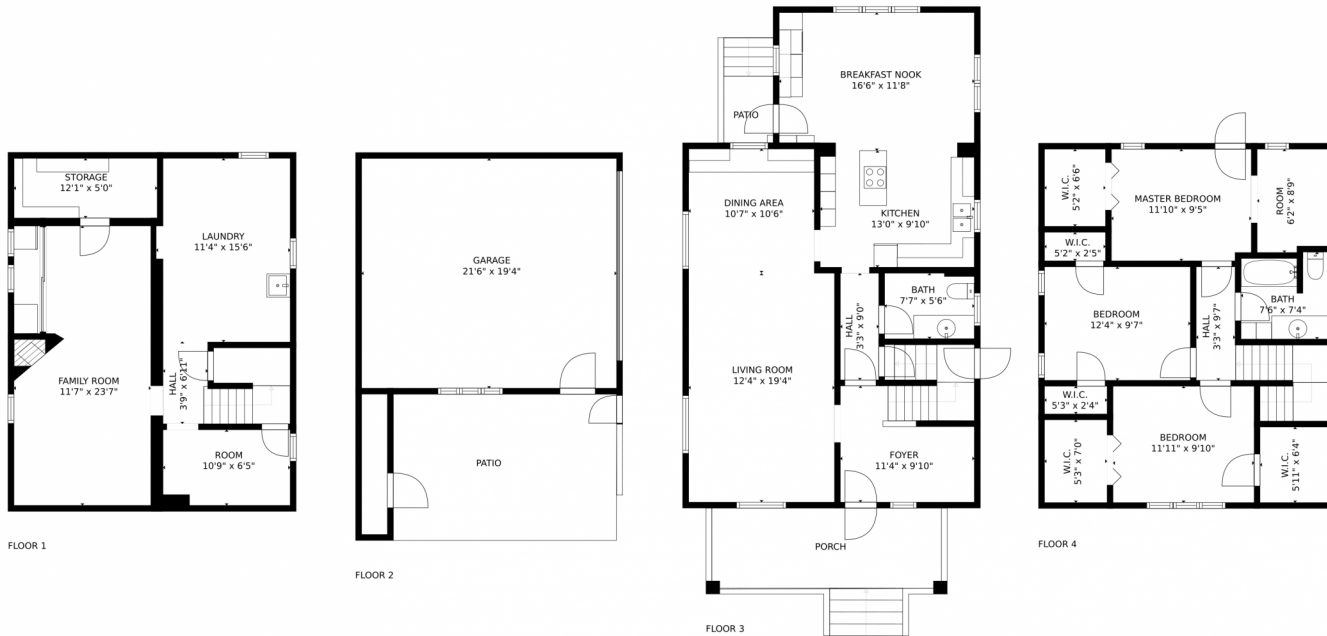 STORAGE
12'1" x 5'0"
LAUNDRY
11'4" x 15'6"
FAMILY ROOM
11'7" x 23'7"
HALL
3'9" x 6'11"
ROOM
10'9" x 6'5"
FLOOR 1
GARAGE
21'6" x 19'4"
PATIO
FLOOR 2
BREAKFAST NOOK
16'6" x 11'8"
PATIO
DINING AREA
10'7" x 10'6"
KITCHEN
13'0" x 9'10"
BATH
7'7" x 5'6"
HALL
3'3" x 9'0"
LIVING ROOM
12'4" x 19'4"
FOYER
11'4" x 9'10"
PORCH
FLOOR 3
W.I.C.
5'2" x 6'6"
MASTER BEDROOM
11'10" x 9'5"
ROOM
6'2" x 8'9"
W.I.C.
5'2" x 2'5"
BEDROOM
12'4" x 9'7"
HALL
3'3" x 9'7"
BATH
7'6" x 7'4"
W.I.C.
5'3" x 2'4"
BEDROOM
11'11" x 9'10"
W.I.C.
5'3" x 7'0"
W.I.C.
5'11" x 6'4"
FLOOR 4